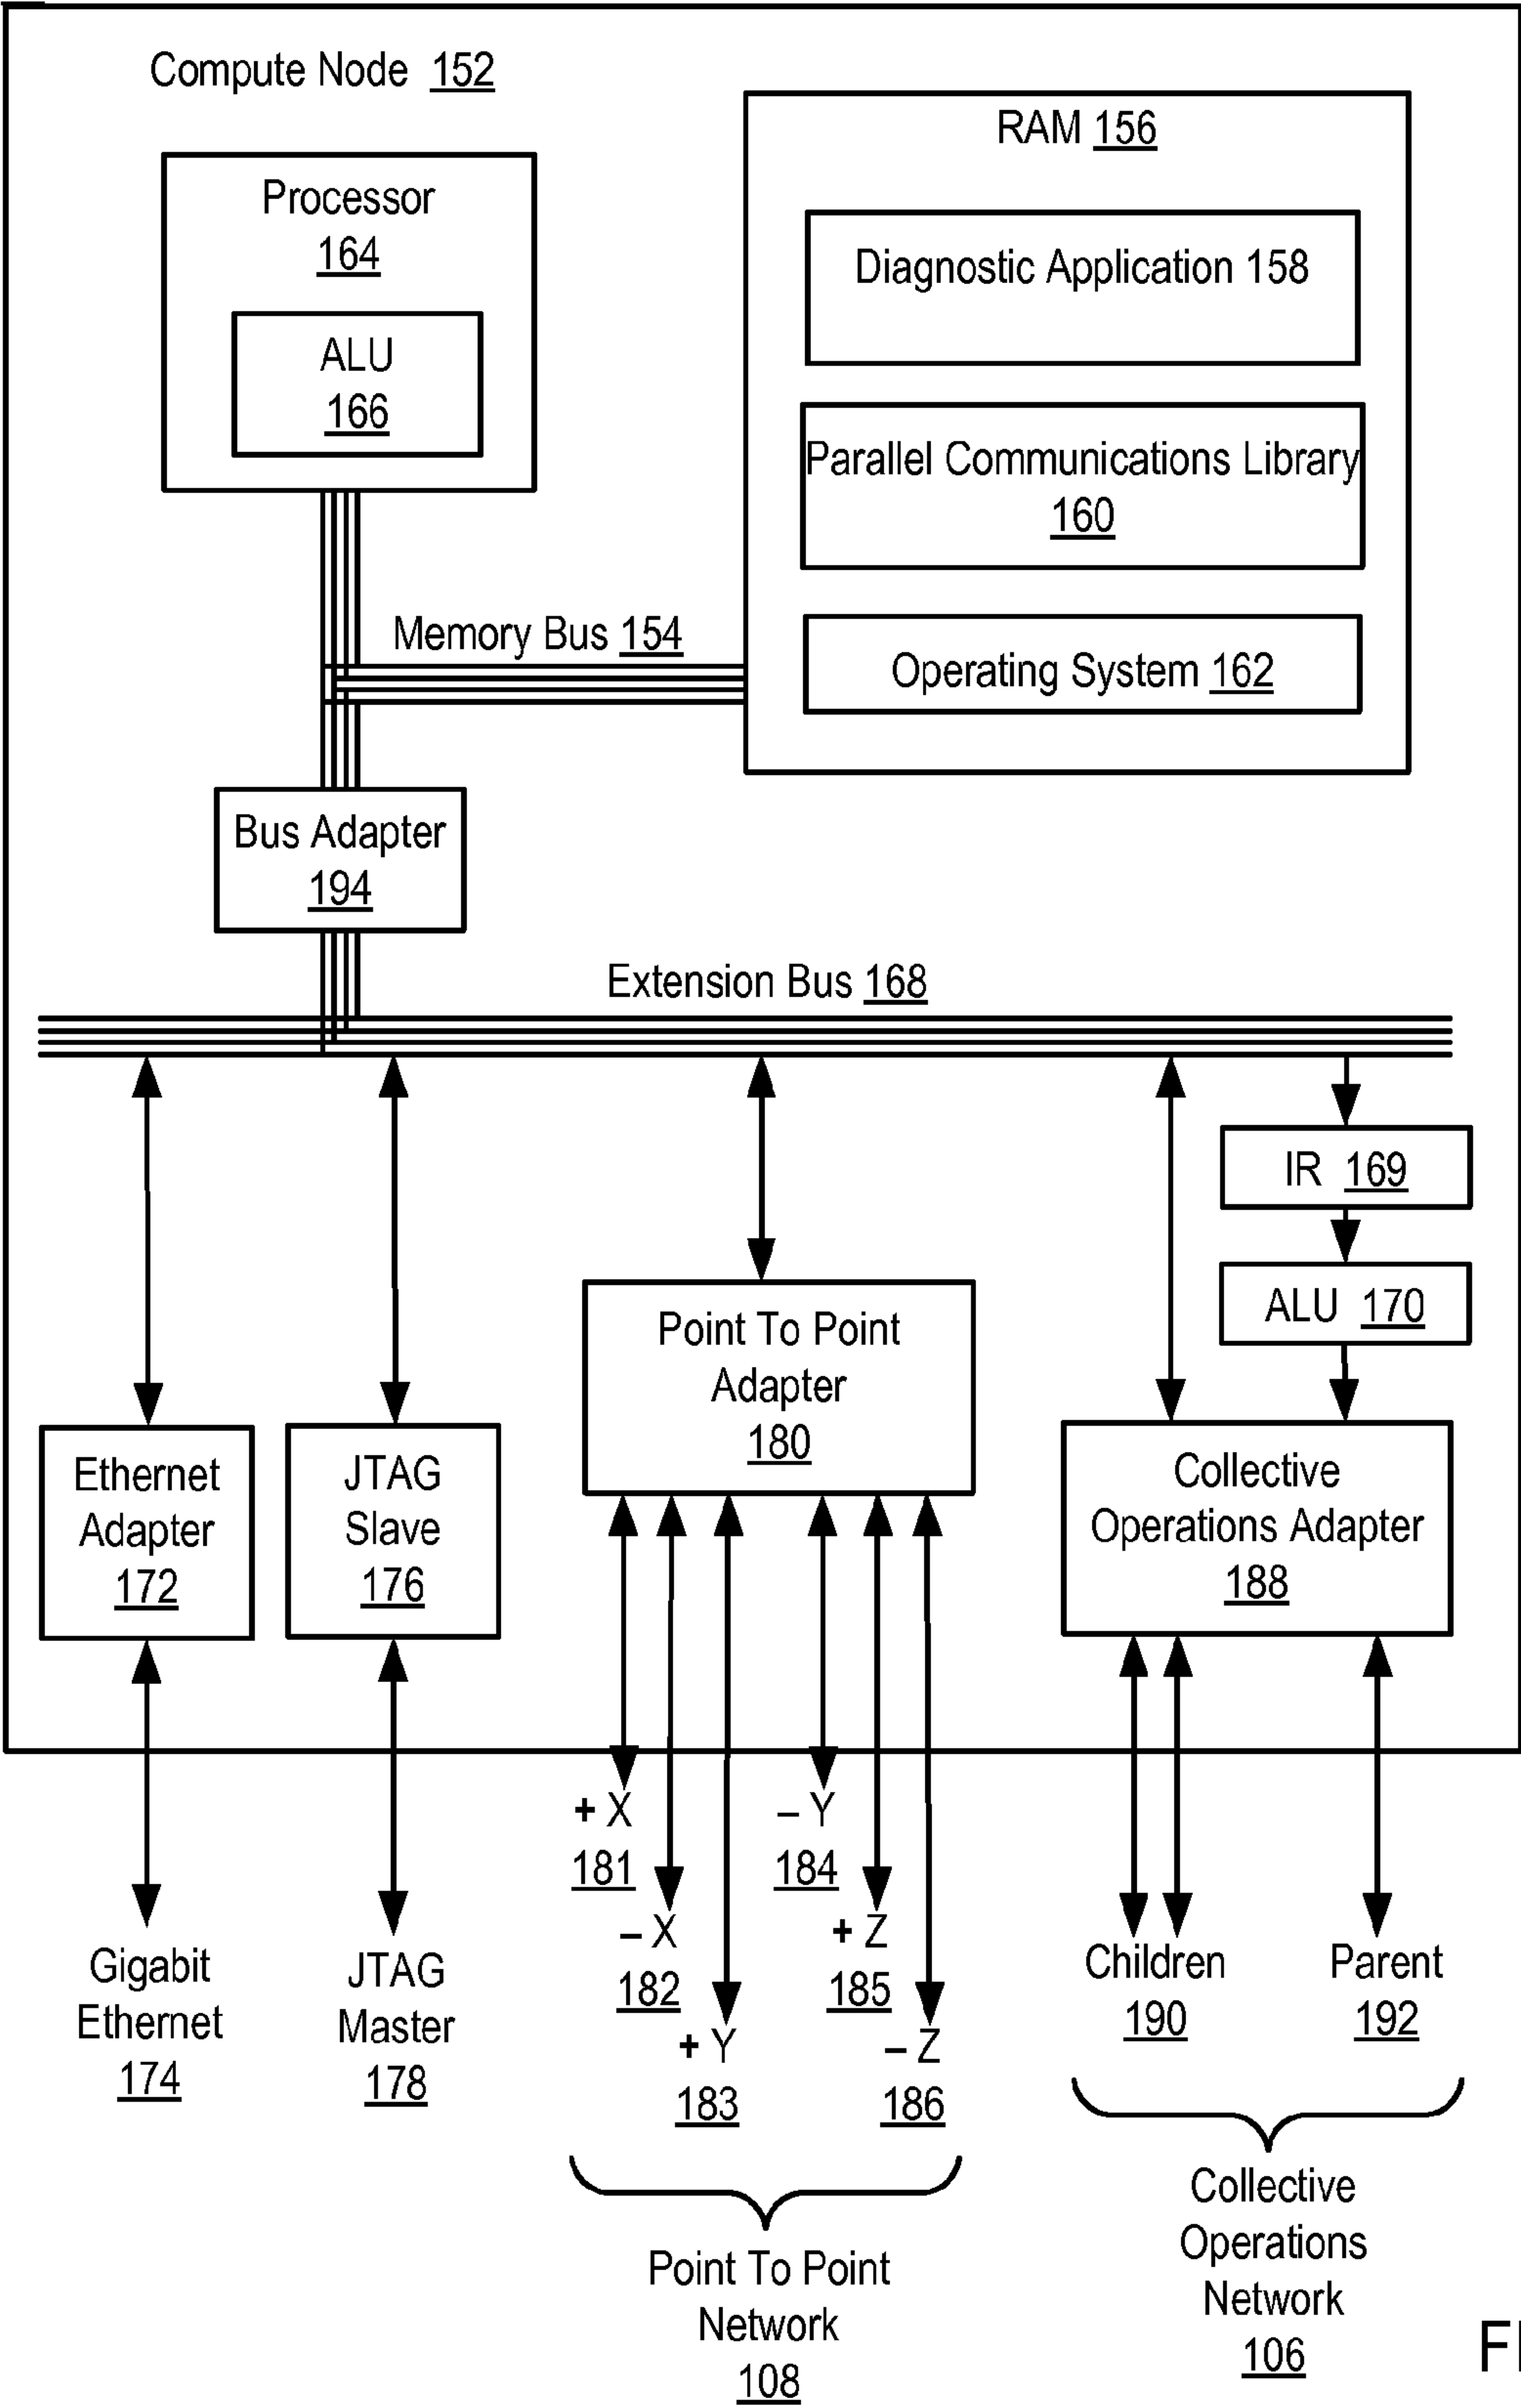 Compute Node 152
RAM 156
Processor
164
ALU
166
Diagnostic Application 158
Parallel Communications Library
160
Operating System 162
Memory Bus 154
Bus Adapter
194
Extension Bus 168
IR 169
ALU 170
Point To Point
Adapter
180
Ethernet
Adapter
172
JTAG
Slave
176
Collective
Operations Adapter
188
+ X
181
– X
182
+ Y
183
– Y
184
+ Z
185
– Z
186
Gigabit
Ethernet
174
JTAG
Master
178
Children
190
Parent
192
Point To Point
Network
108
Collective
Operations
Network
106